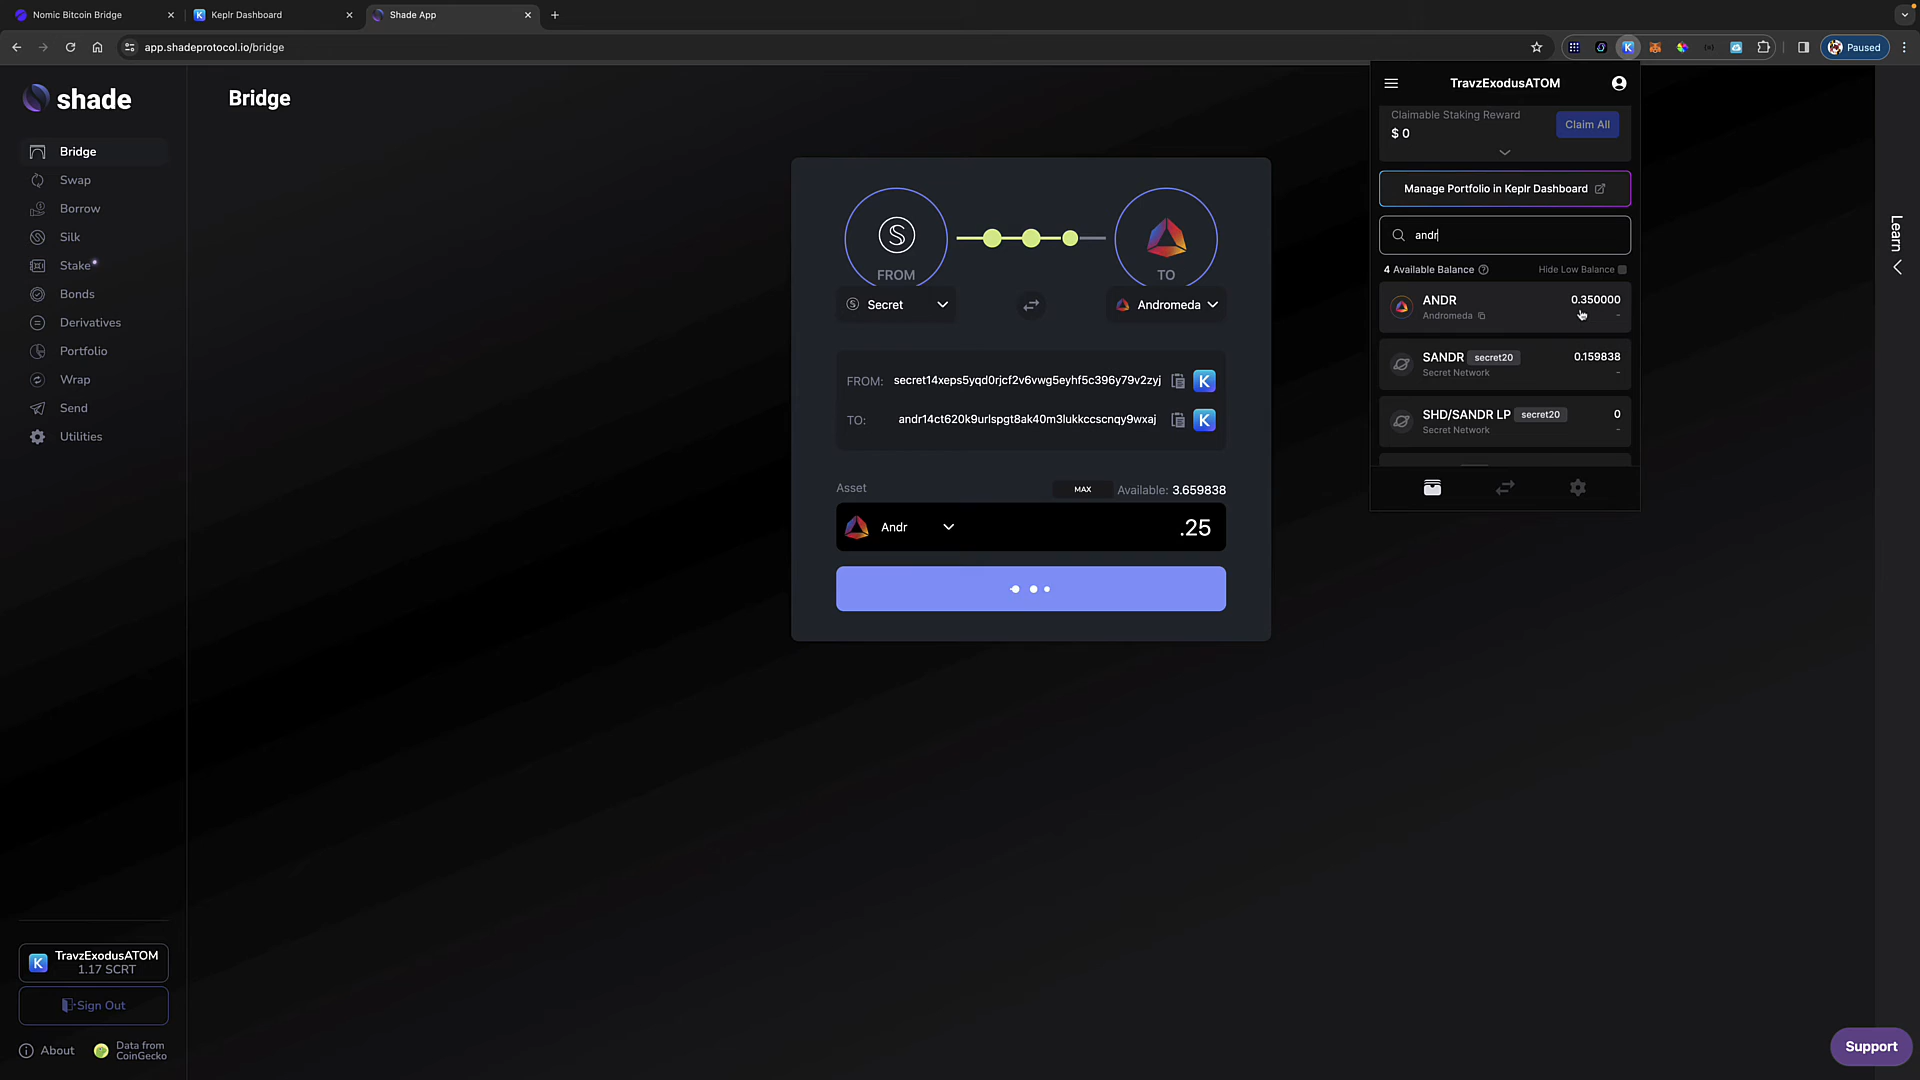 Nomic Bitcoin Bridge
Keplr Dashboard
Shade App
app.shadeprotocol.io/bridge
Paused
shade
Bridge
Swap
Borrow
Silk
Stake
Bonds
Derivatives
Portfolio
Wrap
Send
Utilities
K TravzExodusATOM
1.17 SCRT
Sign Out
About
Data from
CoinGecko
Bridge
FROM
TO
Secret
Andromeda
FROM: secret14xeps5yqd0rjcf2v6vwg5eyhf5c396y79v2zyj K
TO: andr14ct620k9urlspgt8ak40m3lukkccscnqy9wxaj K
Asset MAX Available: 3.659838
Andr .25
TravzExodusATOM
Claimable Staking Reward
$ 0
Claim All
Manage Portfolio in Keplr Dashboard
andr
4 Available Balance Hide Low Balance
ANDR 0.350000
Andromeda -
SANDR secret20 0.159838
Secret Network -
SHD/SANDR LP secret20 0
Secret Network -
Learn
Support